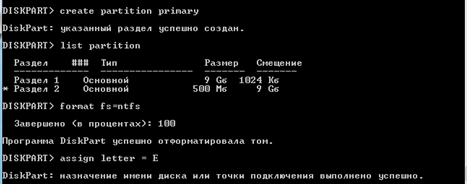 DISKPART> create partition primary
DiskPart: указанный раздел успешно создан.
DISKPART> list partition
Раздел ### Тип Размер Смещение
------------- ---------------- ------- -------
Раздел 1 Основной 9 Gб 1024 Kб
* Раздел 2 Основной 500 Mб 9 Gб
DISKPART> format fs=ntfs
Завершено (в процентах): 100
Программа DiskPart успешно отформатировала том.
DISKPART> assign letter = E
DiskPart: назначение имени диска или точки подключения выполнено успешно.